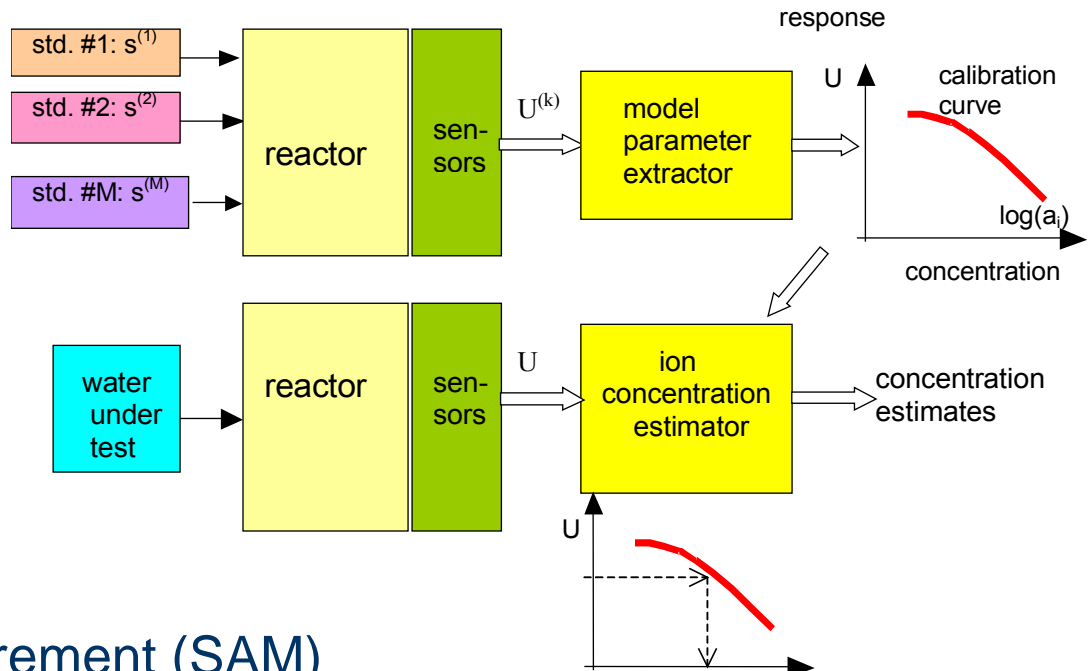 response
std. #1: s(1)
std. #2: s(2)
std. #M: s(M)
reactor
sen-
sors
U(k)
model
parameter
extractor
U
calibration
curve
log(ai)
concentration
water
under
test
reactor
sen-
sors
U
ion
concentration
estimator
concentration
estimates
U
rement (SAM)